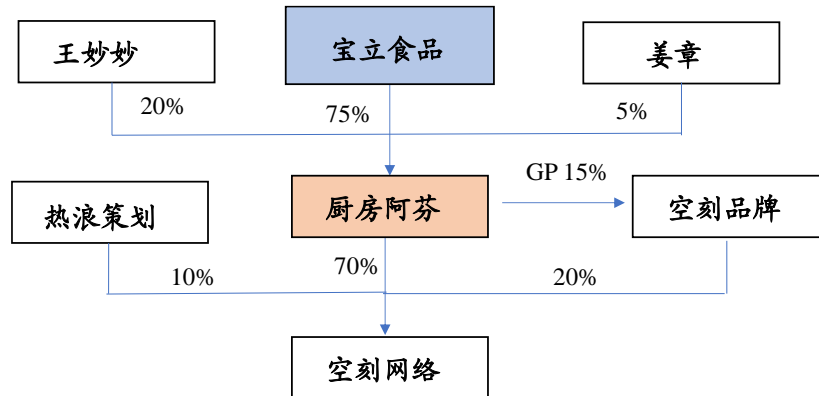 王妙妙
宝立食品
姜章
20%
75%
5%
GP 15%
热浪策划
厨房阿芬
空刻品牌
10%
70%
20%
空刻网络